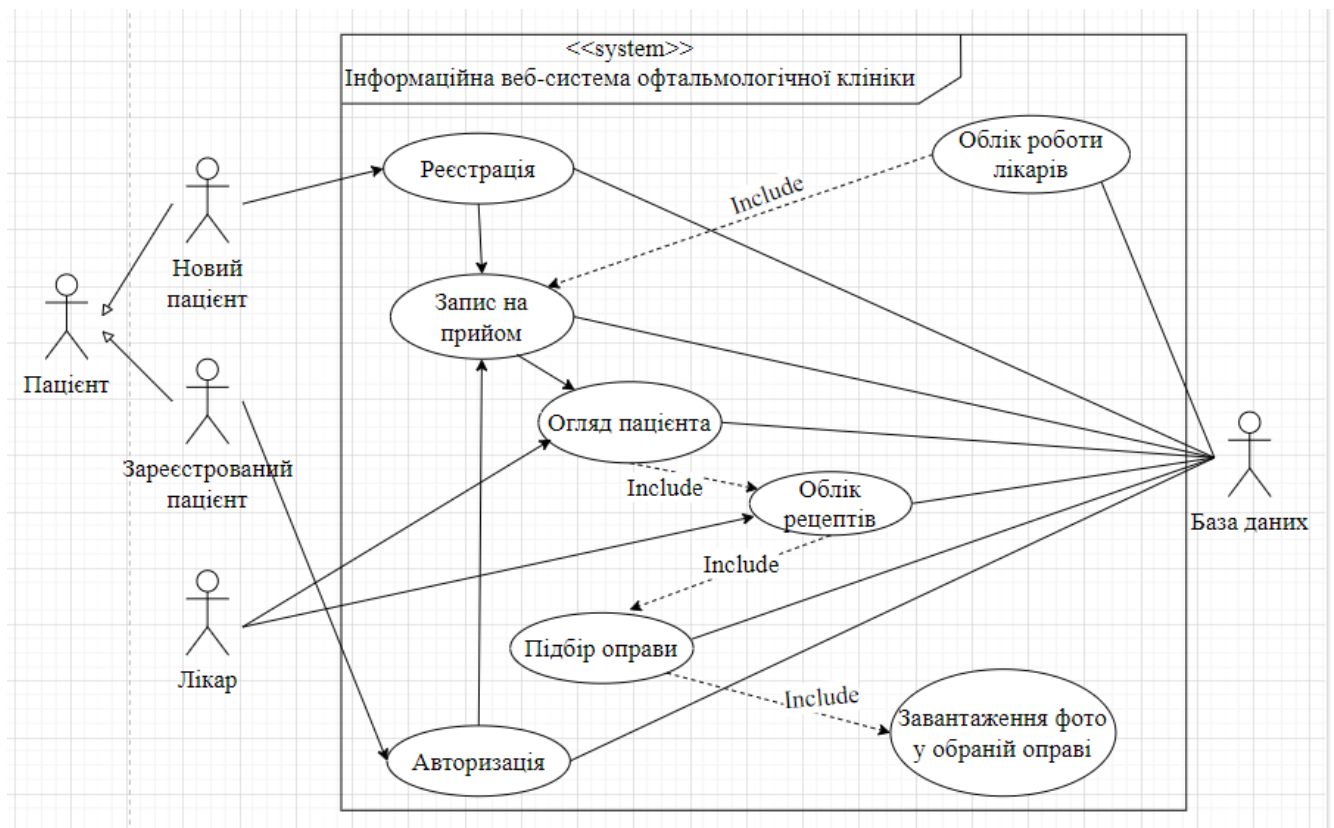 <<system>>
Інформаційна веб-система офтальмологічної клініки
Облік роботи
лікарів
Реєстрація
Include
Новий
пацієнт
Запис на
прийом
Пацієнт
Огляд пацієнта
Зареєстрований
пацієнт
Include
Облік
рецептів
База даних
Include
Підбір оправи
Лікар
Include
Завантаження фото
у обраній оправі
Авторизація